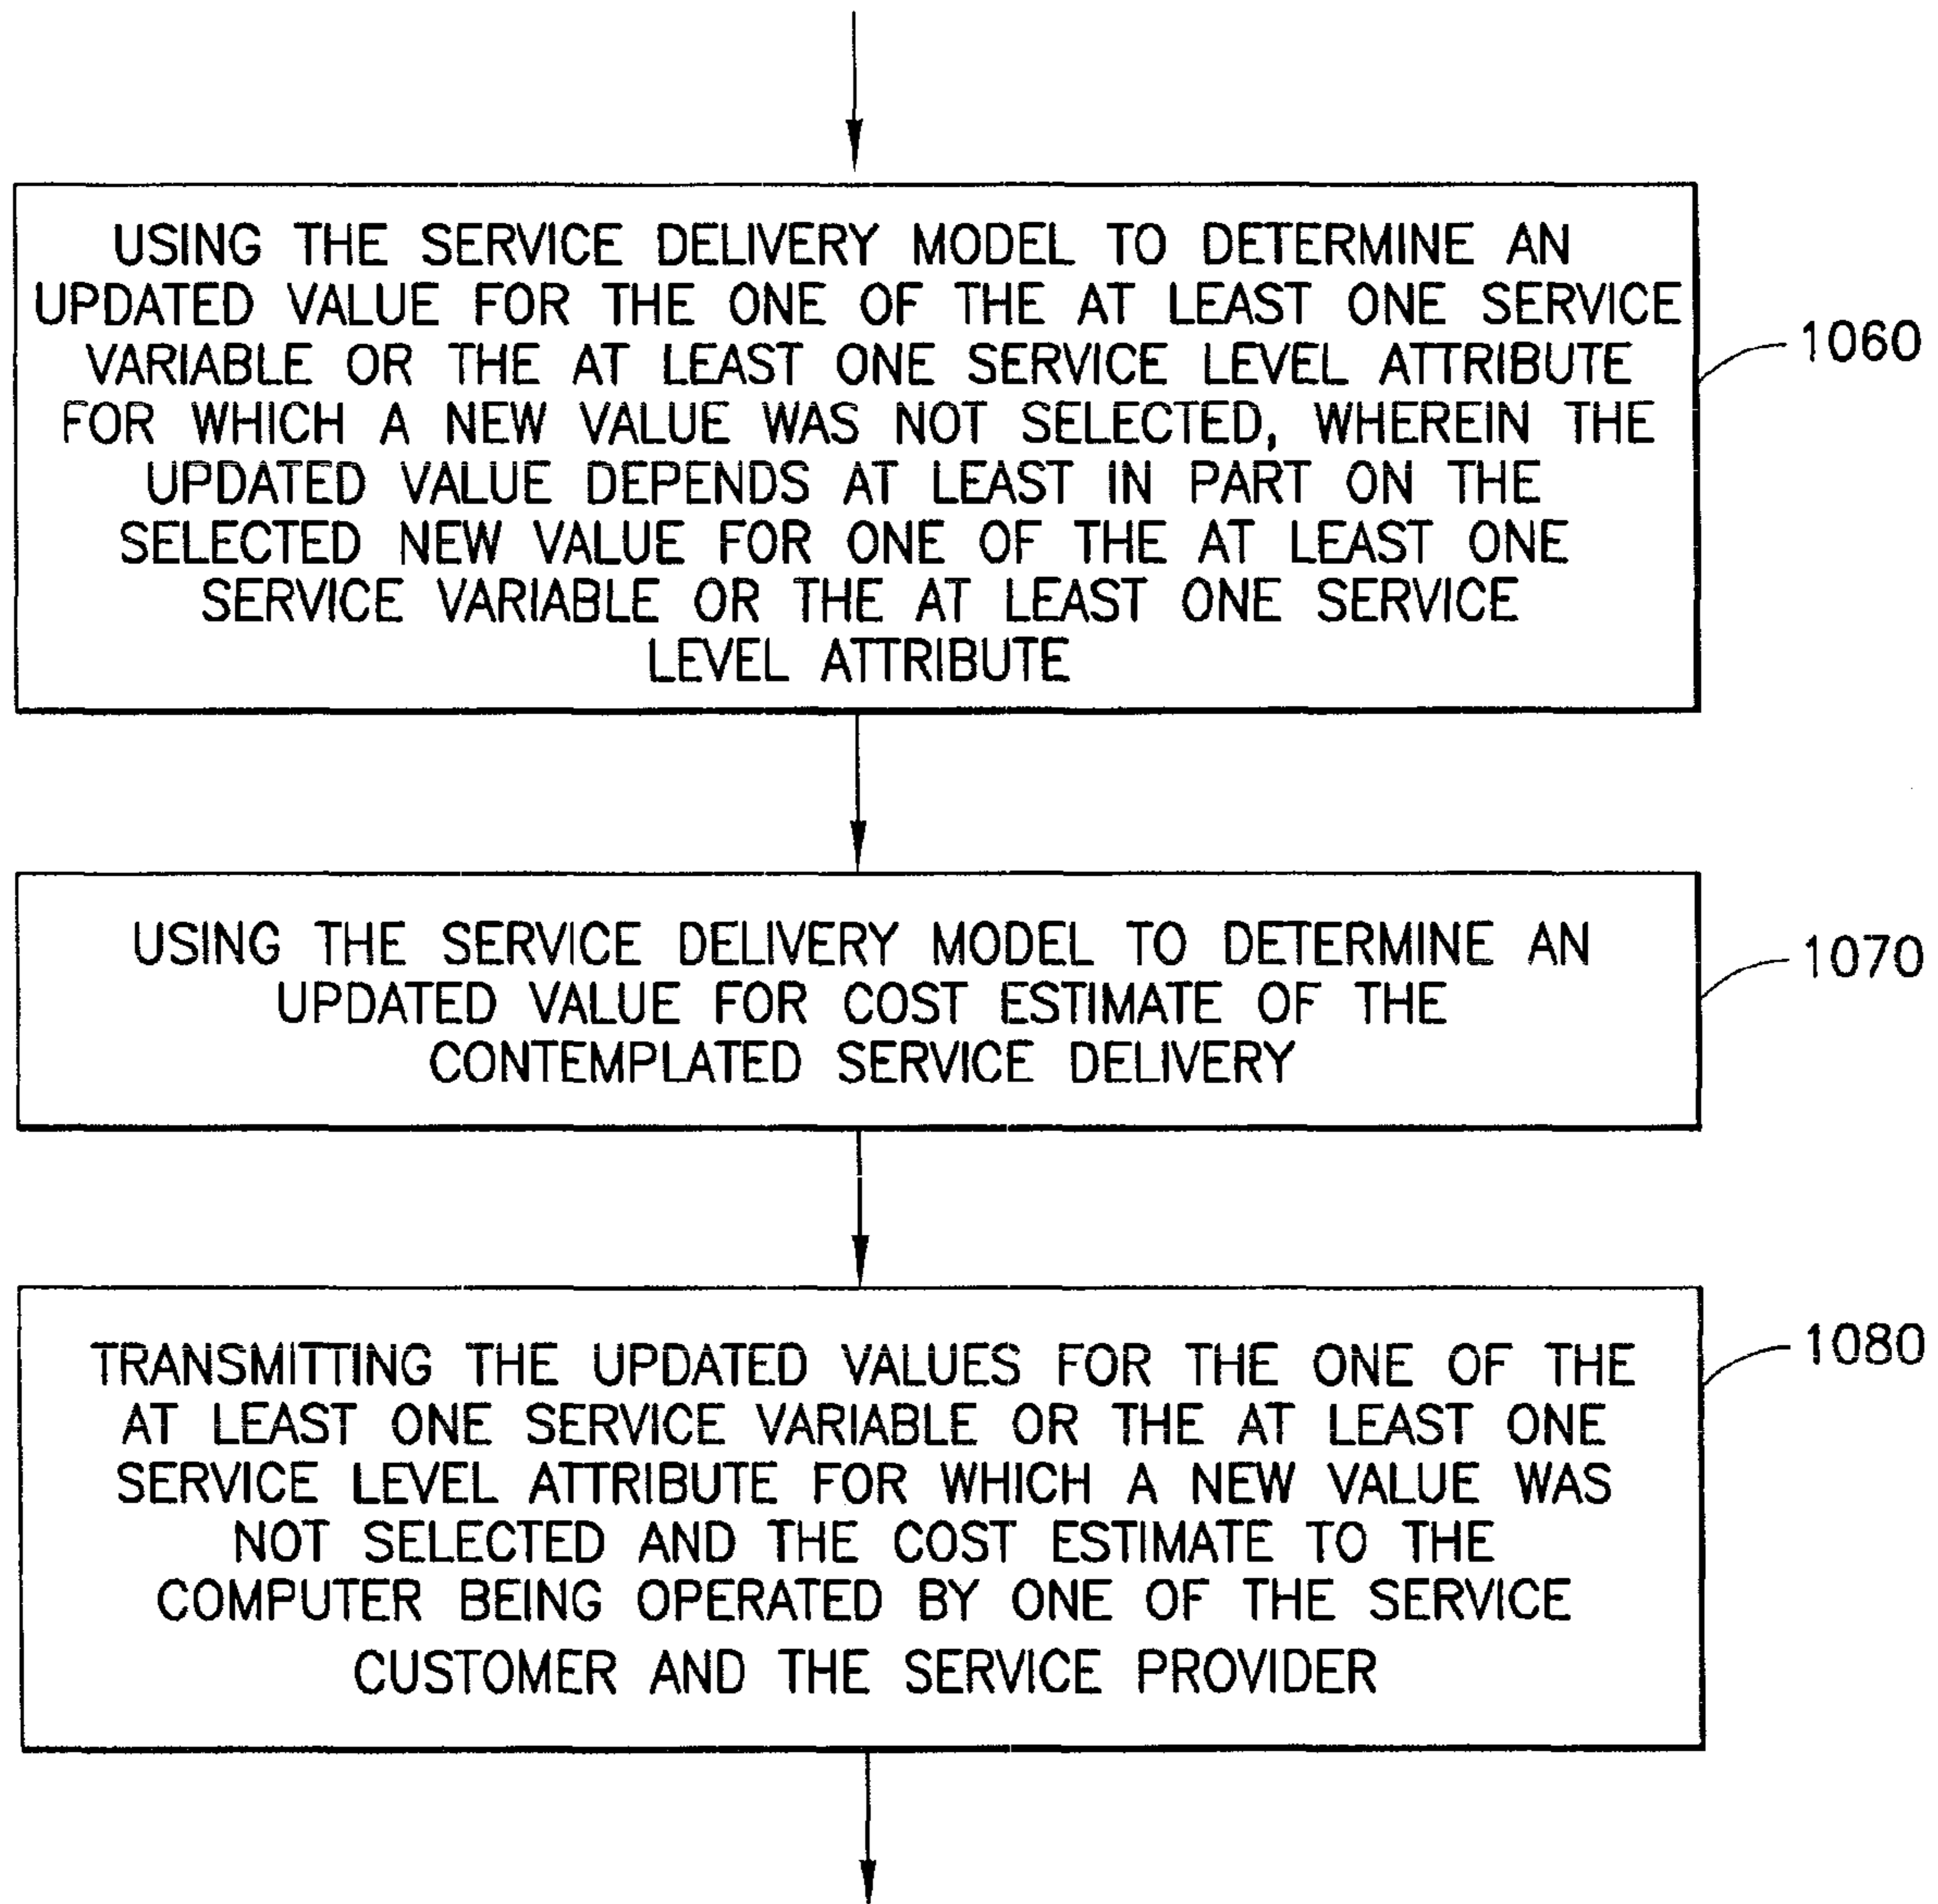 USING THE SERVICE DELIVERY MODEL TO DETERMINE AN
UPDATED VALUE FOR THE ONE OF THE AT LEAST ONE SERVICE
VARIABLE OR THE AT LEAST ONE SERVICE LEVEL ATTRIBUTE
FOR WHICH A NEW VALUE WAS NOT SELECTED, WHEREIN THE
UPDATED VALUE DEPENDS AT LEAST IN PART ON THE
SELECTED NEW VALUE FOR ONE OF THE AT LEAST ONE
SERVICE VARIABLE OR THE AT LEAST ONE SERVICE
LEVEL ATTRIBUTE
1060
USING THE SERVICE DELIVERY MODEL TO DETERMINE AN
UPDATED VALUE FOR COST ESTIMATE OF THE
CONTEMPLATED SERVICE DELIVERY
1070
TRANSMITTING THE UPDATED VALUES FOR THE ONE OF THE
AT LEAST ONE SERVICE VARIABLE OR THE AT LEAST ONE
SERVICE LEVEL ATTRIBUTE FOR WHICH A NEW VALUE WAS
NOT SELECTED AND THE COST ESTIMATE TO THE
COMPUTER BEING OPERATED BY ONE OF THE SERVICE
CUSTOMER AND THE SERVICE PROVIDER
1080